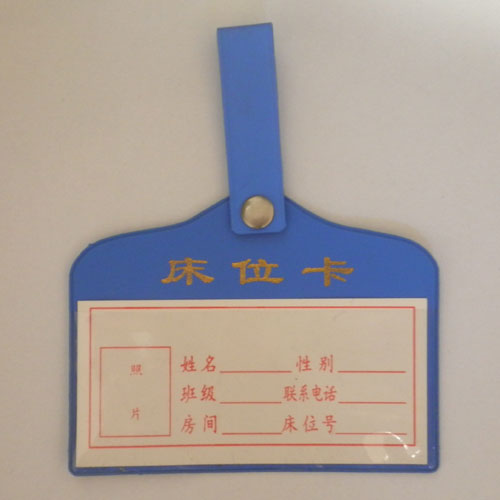 床位卡
照
片
姓名 性别
班级 联系电话
房间 床位号